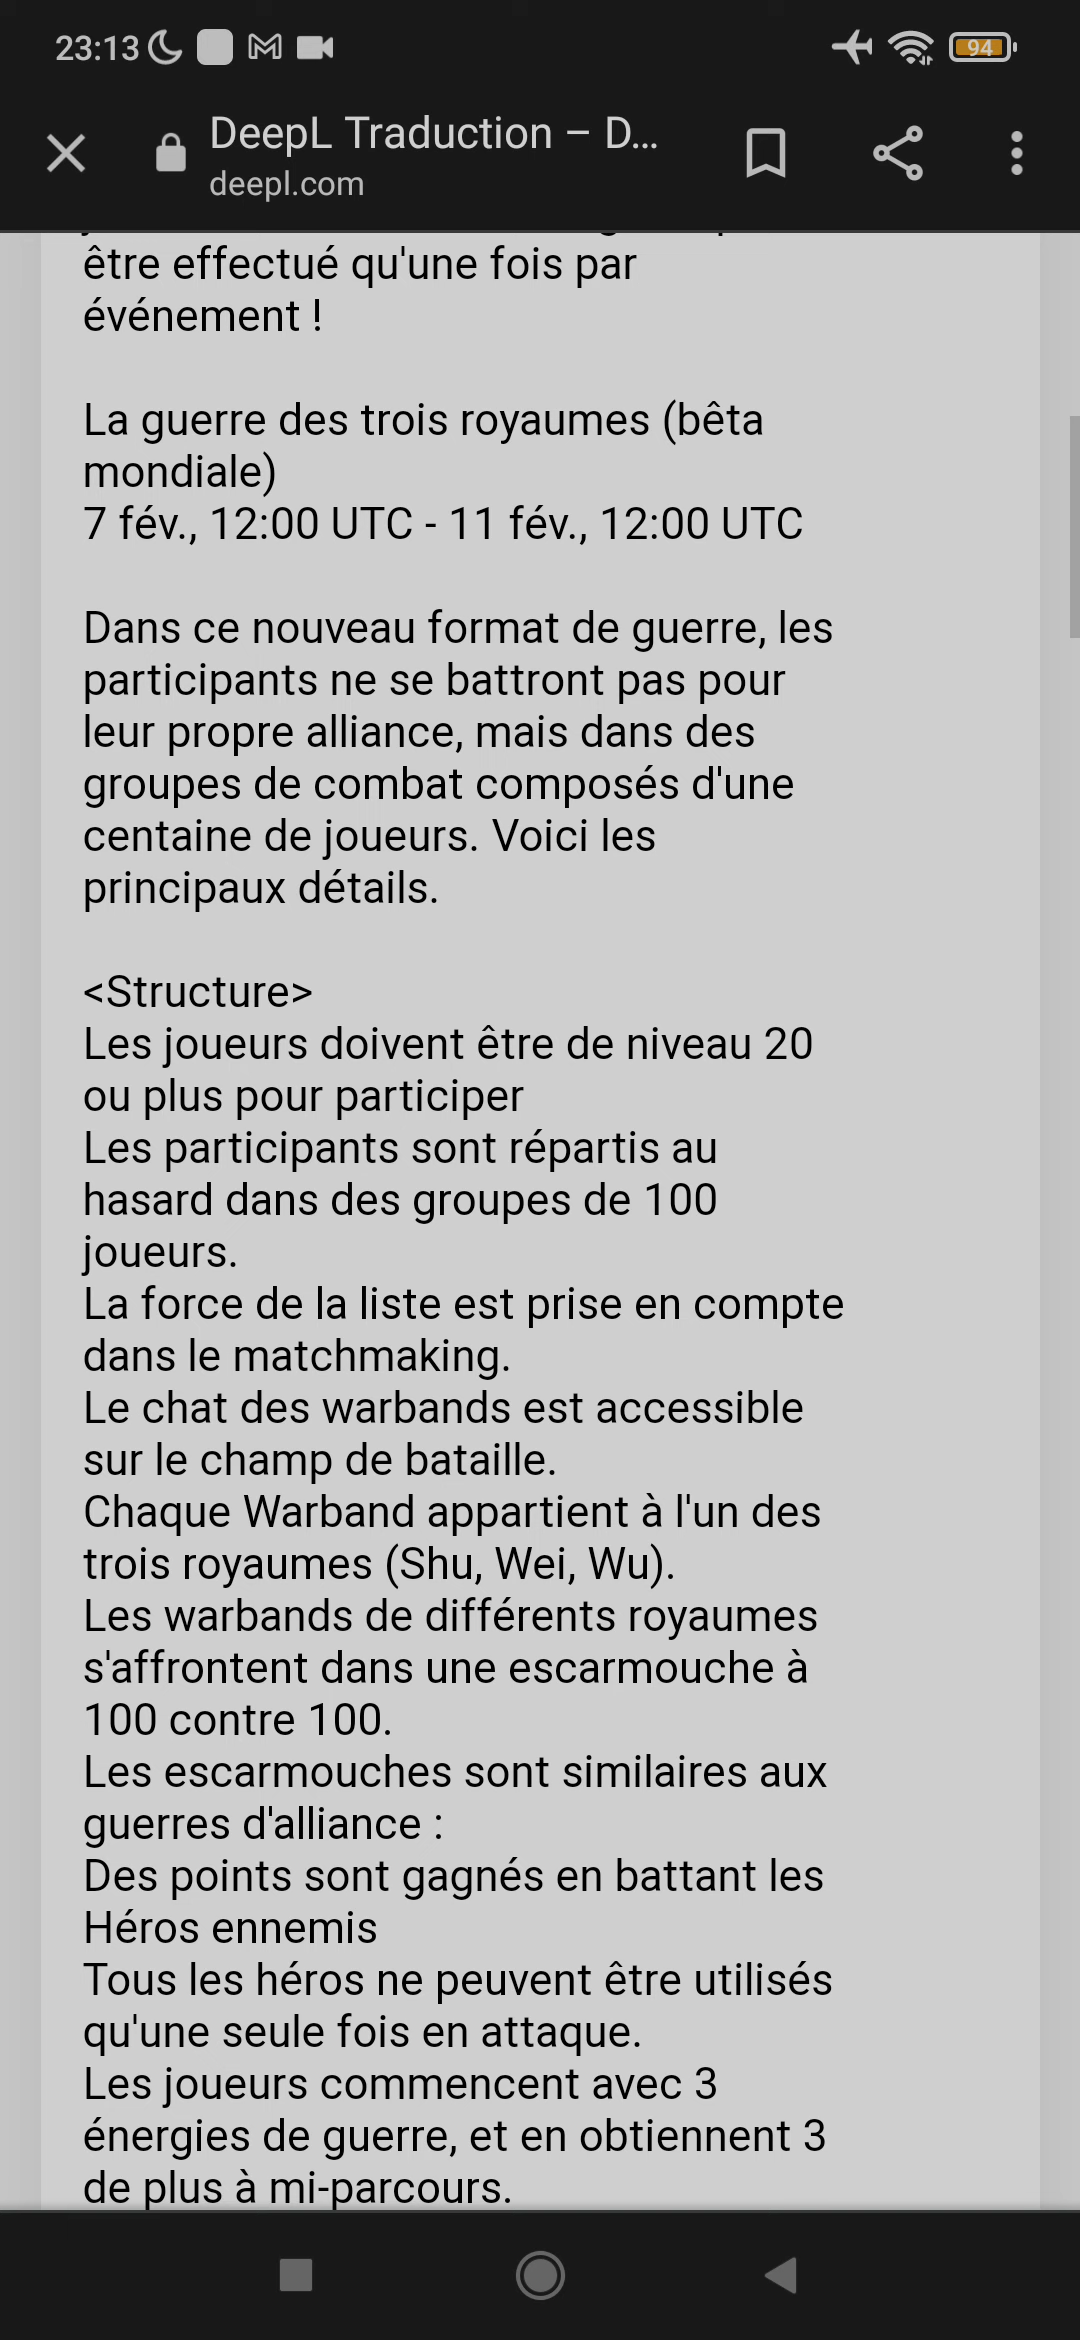 23:13
94
DeepL Traduction – D...
deepl.com
être effectué qu'une fois par
événement !
La guerre des trois royaumes (bêta
mondiale)
7 fév., 12:00 UTC - 11 fév., 12:00 UTC
Dans ce nouveau format de guerre, les
participants ne se battront pas pour
leur propre alliance, mais dans des
groupes de combat composés d'une
centaine de joueurs. Voici les
principaux détails.
<Structure>
Les joueurs doivent être de niveau 20
ou plus pour participer
Les participants sont répartis au
hasard dans des groupes de 100
joueurs.
La force de la liste est prise en compte
dans le matchmaking.
Le chat des warbands est accessible
sur le champ de bataille.
Chaque Warband appartient à l'un des
trois royaumes (Shu, Wei, Wu).
Les warbands de différents royaumes
s'affrontent dans une escarmouche à
100 contre 100.
Les escarmouches sont similaires aux
guerres d'alliance :
Des points sont gagnés en battant les
Héros ennemis
Tous les héros ne peuvent être utilisés
qu'une seule fois en attaque.
Les joueurs commencent avec 3
énergies de guerre, et en obtiennent 3
de plus à mi-parcours.